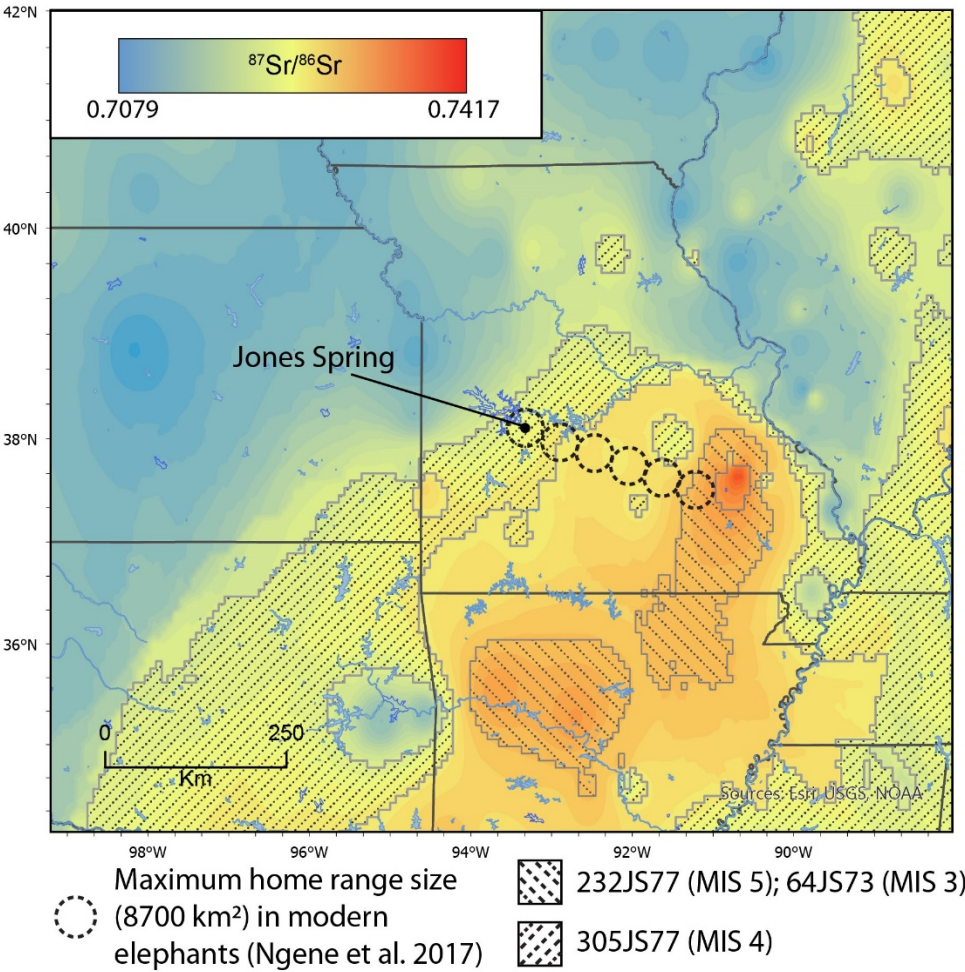 42°N
⁸⁷Sr/⁸⁶Sr
0.7079 0.7417
40°N
Jones Spring
38°N
36°N
0 250
Km
Sources: Esri, USGS, NOAA
98°W 96°W 94°W 92°W 90°W
Maximum home range size
(8700 km²) in modern
elephants (Ngene et al. 2017)
232JS77 (MIS 5); 64JS73 (MIS 3)
305JS77 (MIS 4)